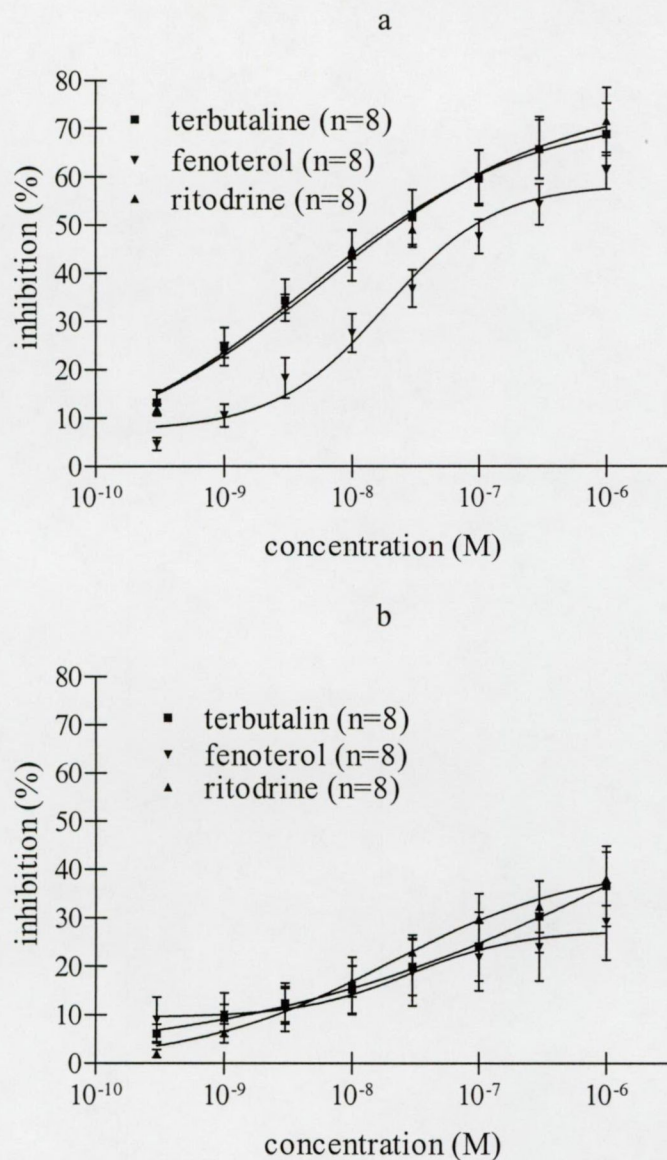 a
80
70
60
50
40
30
20
10
0
inhibition (%)
terbutaline (n=8)
fenoterol (n=8)
ritodrine (n=8)
10⁻¹⁰ 10⁻⁹ 10⁻⁸ 10⁻⁷ 10⁻⁶
concentration (M)
b
80
70
60
50
40
30
20
10
0
inhibition (%)
terbutalin (n=8)
fenoterol (n=8)
ritodrine (n=8)
10⁻¹⁰ 10⁻⁹ 10⁻⁸ 10⁻⁷ 10⁻⁶
concentration (M)